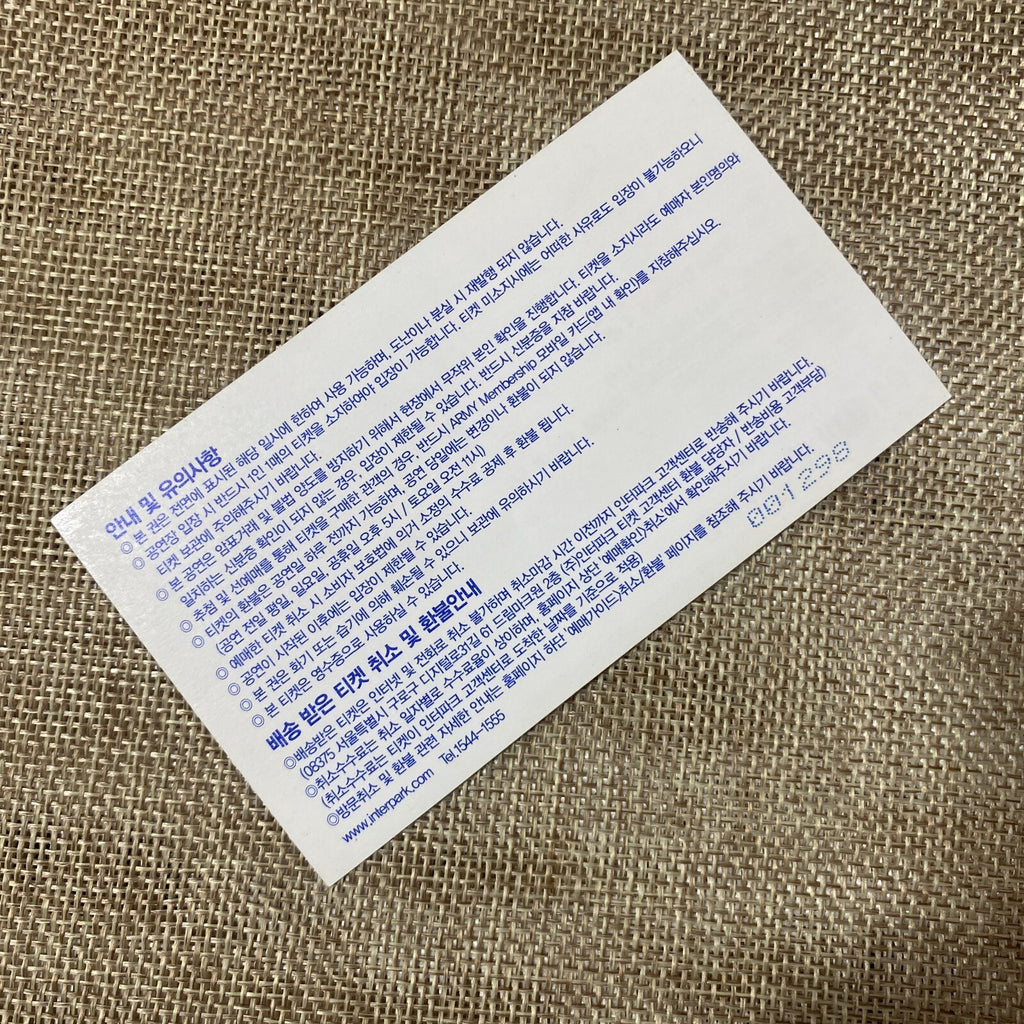 안내 및 유의사항
◎ 본 권은 전면에 표시된 해당 일시에 한하여 사용 가능하며, 도난이나 분실 시 재발행 되지 않습니다.
◎ 공연장 입장 시 반드시 1인 1매의 티켓을 소지하여야 입장이 가능합니다. 티켓 미소지시에는 어떠한 사유로도 입장이 불가능하오니
티켓 보관에 주의해주시기 바랍니다.
◎ 본 공연은 암표거래 및 불법 양도를 방지하기 위해서 현장에서 무작위 본인 확인을 진행합니다. 티켓을 소지시라도 예매자 본인명의와
일치하는 신분증 확인이 되지 않는 경우, 입장이 제한될 수 있습니다. 반드시 신분증을 지참 바랍니다.
◎ 추첨 및 선예매를 통해 티켓을 구매한 관객의 경우, 반드시 ARMY Membership 모바일 카드(앱 내 확인)를 지참해주십시오.
◎ 티켓의 환불은 공연일 하루 전까지 가능하며, 공연 당일에는 변경이나 환불이 되지 않습니다.
(공연 전일 평일, 일요일, 공휴일 오후 5시 / 토요일 오전 11시)
◎ 예매한 티켓 취소 시 소비자 보호법에 의거 소정의 수수료 공제 후 환불 됩니다.
◎ 공연이 시작된 이후에는 입장이 제한될 수 있습니다.
◎ 본 권은 화기 또는 습기에 의해 훼손될 수 있으니 보관에 유의하시기 바랍니다.
◎ 본 티켓은 영수증으로 사용하실 수 있습니다.
배송 받은 티켓 취소 및 환불안내
◎배송받은 티켓은 인터넷 및 전화로 취소 불가하며 취소마감 시간 이전까지 인터파크 고객센터로 반송해 주시기 바랍니다.
(08375 서울특별시 구로구 디지털로31길 61 드림마크원 2층 (주)인터파크 티켓 고객센터 환불 담당자 / 반송비용 고객부담)
◎취소수수료는 취소 일자별로 수수료율이 상이하며, 홈페이지 상단 예매확인/취소에서 확인해주시기 바랍니다.
(취소수수료는 티켓이 인터파크 고객센터로 도착한 날짜를 기준으로 적용)
◎방문취소 및 환불 관련 자세한 안내는 홈페이지 하단 예매가이드/취소/환불 페이지를 참조해 주시기 바랍니다.
www.interpark.com Tel.1544-1555
001296